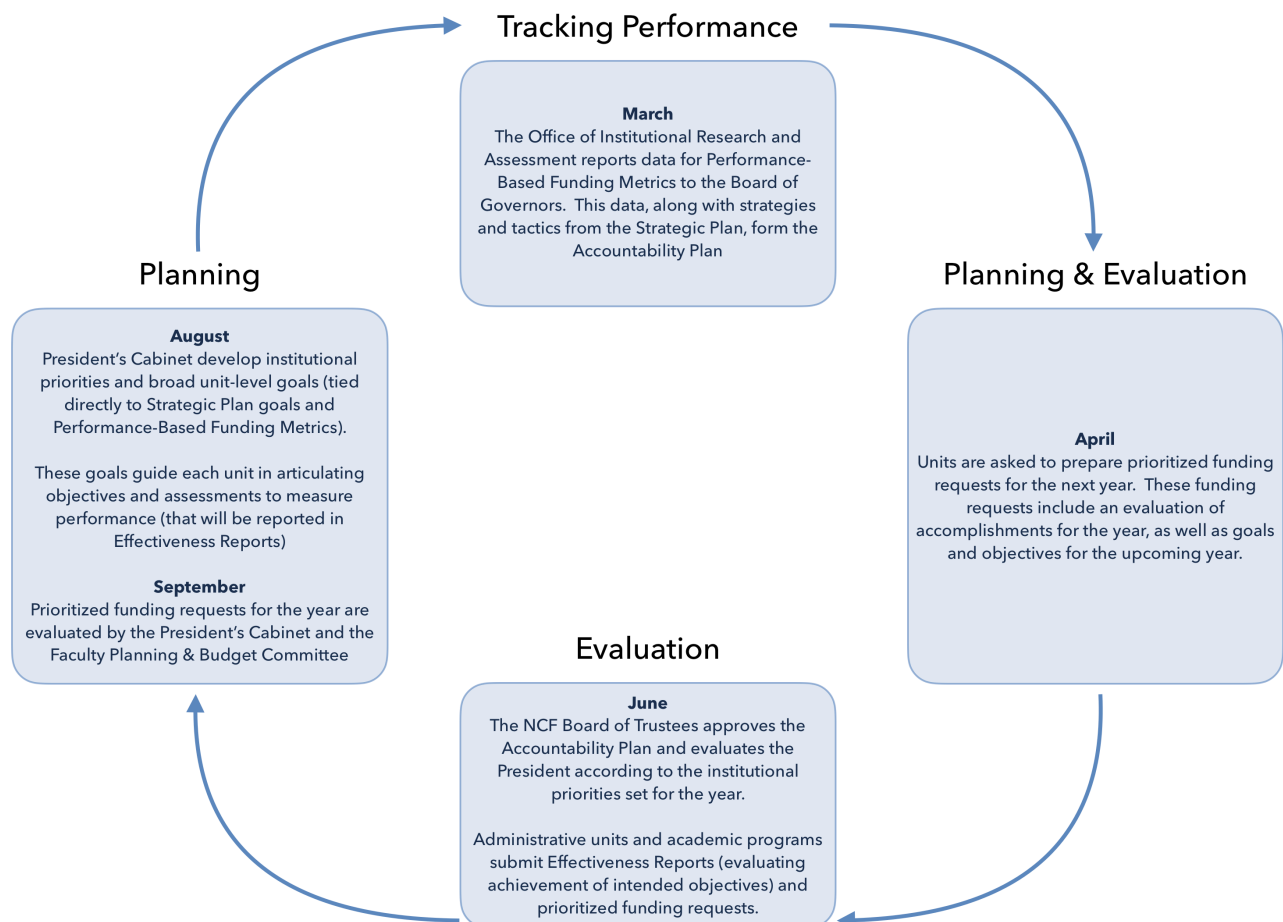 Tracking Performance
March
The Office of Institutional Research and
Assessment reports data for Performance-
Based Funding Metrics to the Board of
Governors.  This data, along with strategies
and tactics from the Strategic Plan, form the
Accountability Plan
Planning
August
President’s Cabinet develop institutional
priorities and broad unit-level goals (tied
directly to Strategic Plan goals and
Performance-Based Funding Metrics).
These goals guide each unit in articulating
objectives and assessments to measure
performance (that will be reported in
Effectiveness Reports)
September
Prioritized funding requests for the year are
evaluated by the President’s Cabinet and the
Faculty Planning & Budget Committee
Planning & Evaluation
April
Units are asked to prepare prioritized funding
requests for the next year.  These funding
requests include an evaluation of
accomplishments for the year, as well as goals
and objectives for the upcoming year.
Evaluation
June
The NCF Board of Trustees approves the
Accountability Plan and evaluates the
President according to the institutional
priorities set for the year.
Administrative units and academic programs
submit Effectiveness Reports (evaluating
achievement of intended objectives) and
prioritized funding requests.